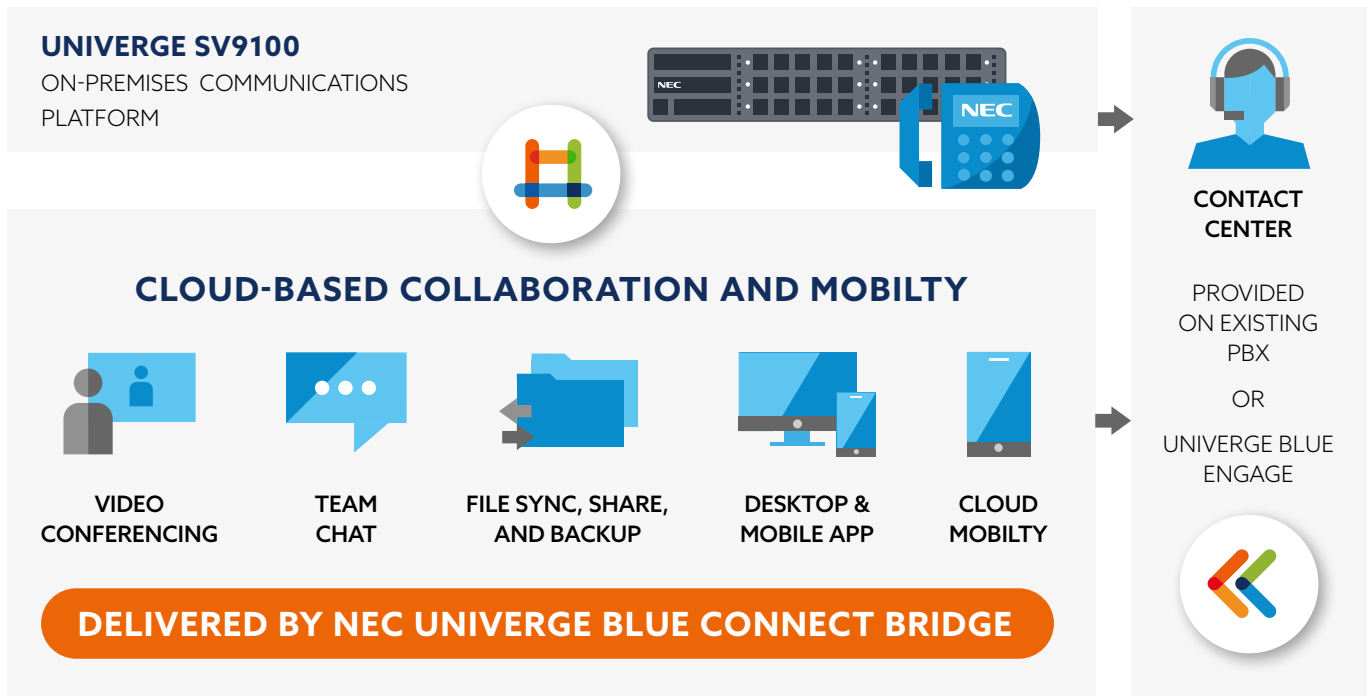 UNIVERGE SV9100
ON-PREMISES COMMUNICATIONS
PLATFORM
NEC
NEC
CLOUD-BASED COLLABORATION AND MOBILTY
VIDEO
CONFERENCING
TEAM
CHAT
FILE SYNC, SHARE,
AND BACKUP
DESKTOP &
MOBILE APP
CLOUD
MOBILTY
DELIVERED BY NEC UNIVERGE BLUE CONNECT BRIDGE
CONTACT
CENTER
PROVIDED
ON EXISTING
PBX
OR
UNIVERGE BLUE
ENGAGE